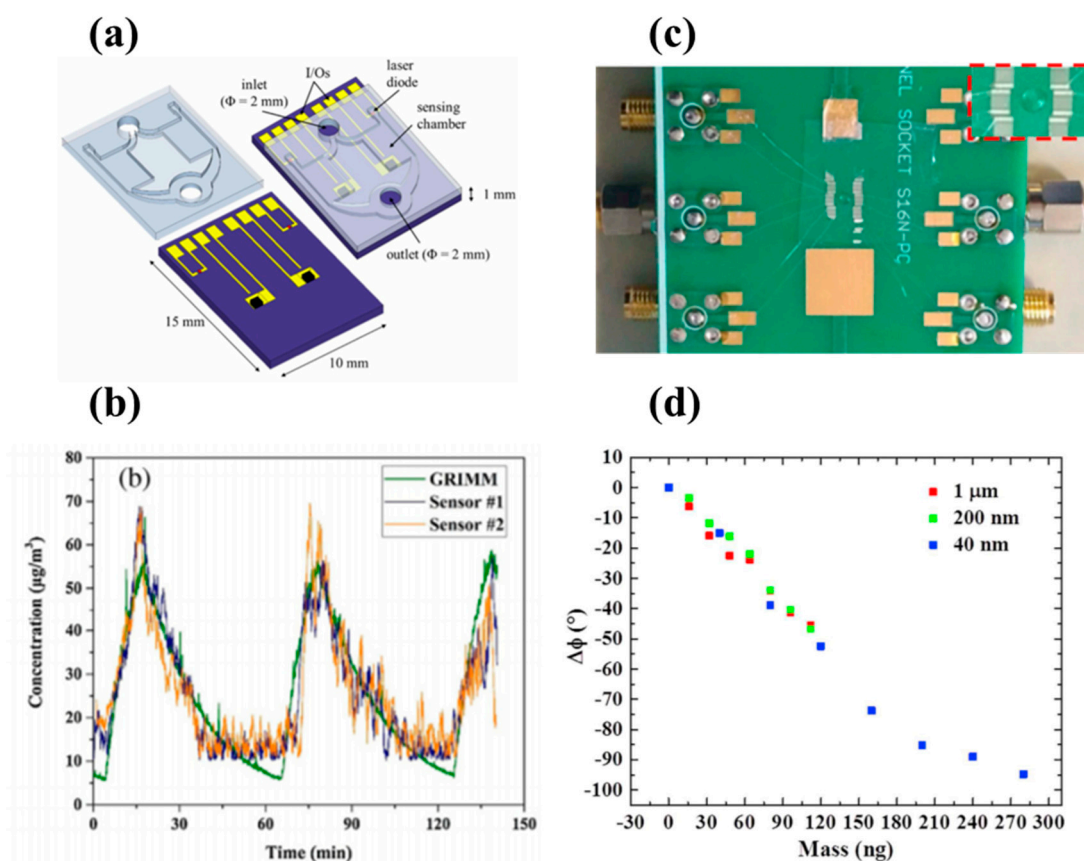 (a)
I/Os
laser
diode
inlet
(Φ = 2 mm)
sensing
chamber
1 mm
outlet (Φ = 2 mm)
15 mm
10 mm
(c)
NEL SOCKET S16N-PC
(b)
(b)
GRIMM
Sensor #1
Sensor #2
Concentration (μg/m³)
80
70
60
50
40
30
20
10
0
0 30 60 90 120 150
Time (min)
(d)
1 μm
200 nm
40 nm
Δϕ (°)
10
0
-10
-20
-30
-40
-50
-60
-70
-80
-90
-100
-30 0 30 60 90 120 150 180 210 240 270 300
Mass (ng)